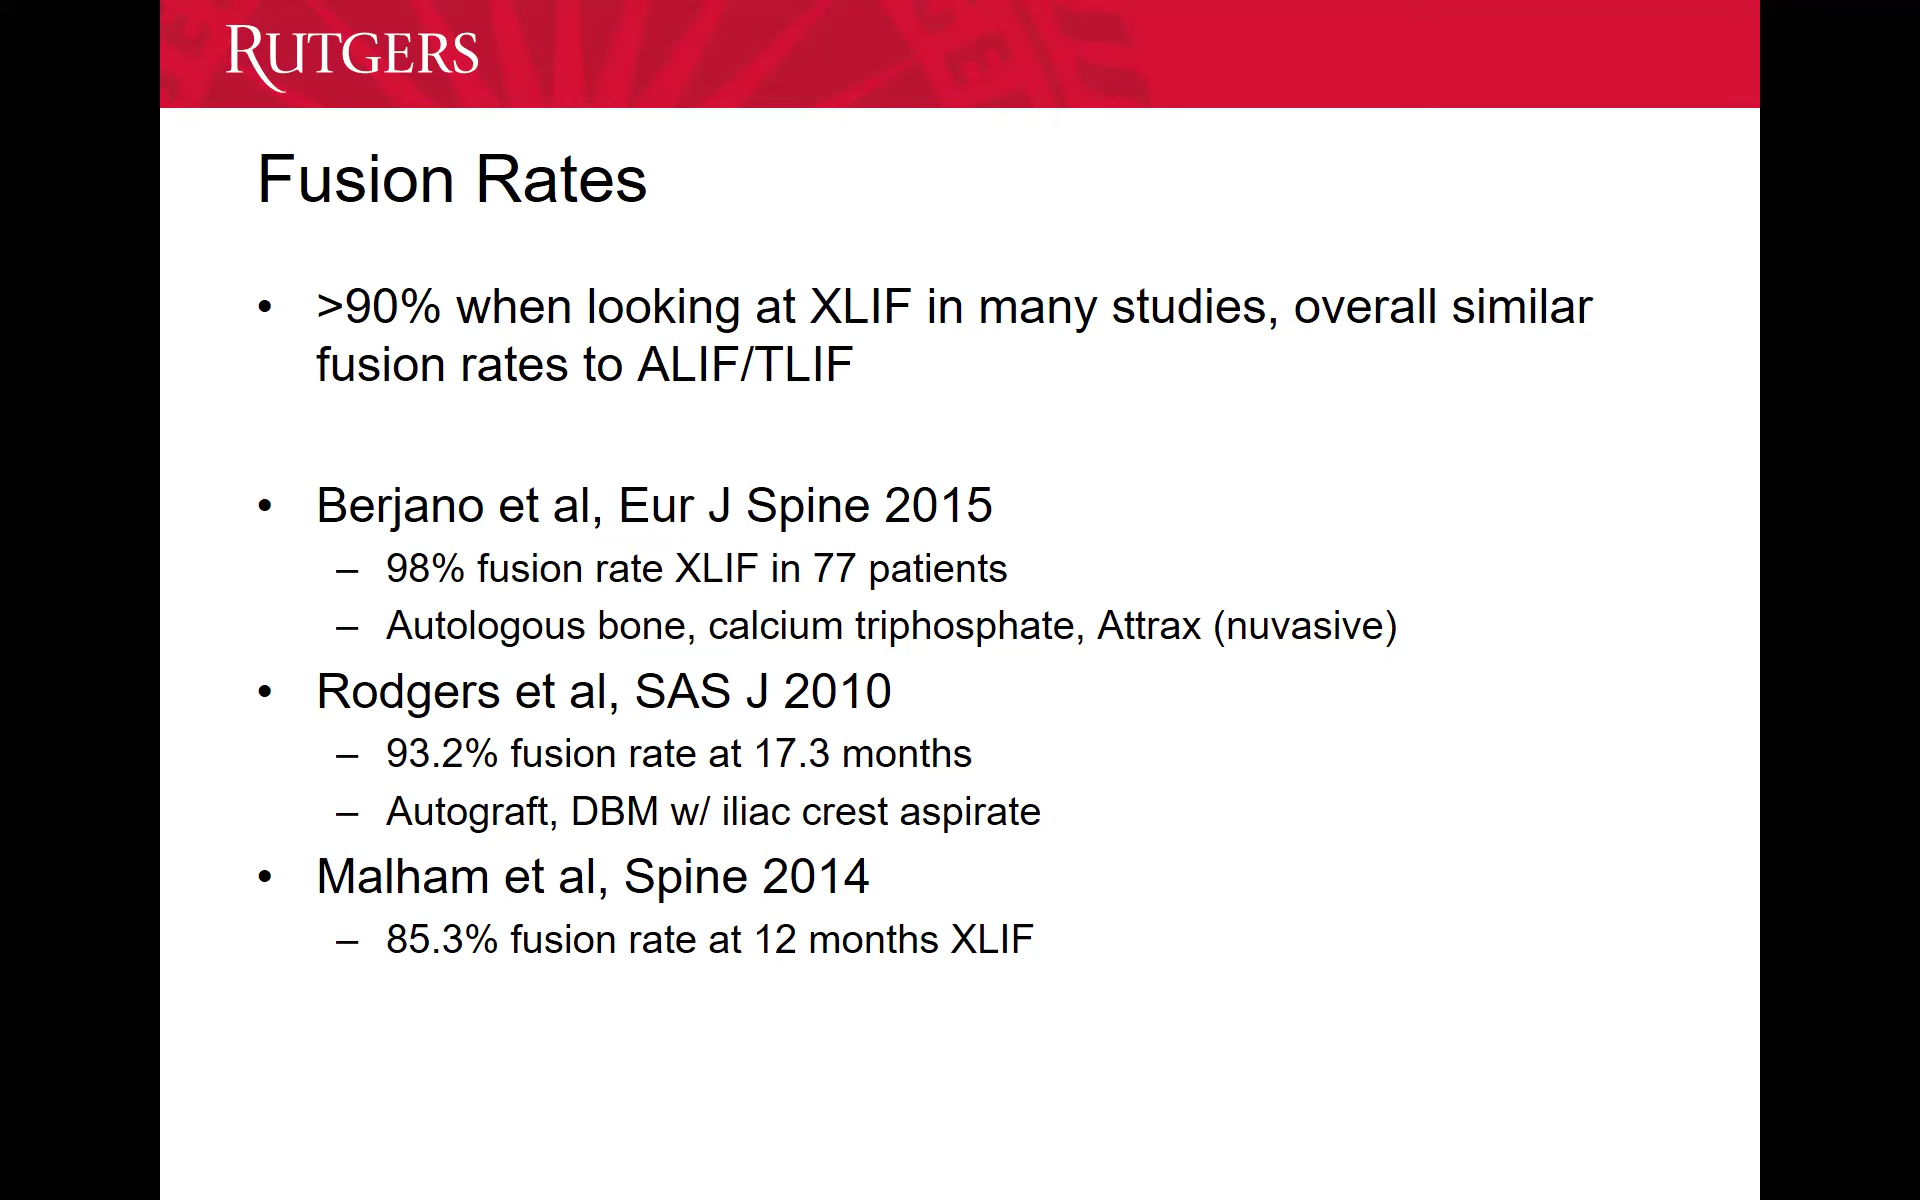 RUTGERS
Fusion Rates
• >90% when looking at XLIF in many studies, overall similar
fusion rates to ALIF/TLIF
• Berjano et al, Eur J Spine 2015
– 98% fusion rate XLIF in 77 patients
– Autologous bone, calcium triphosphate, Attrax (nuvasive)
• Rodgers et al, SAS J 2010
– 93.2% fusion rate at 17.3 months
– Autograft, DBM w/ iliac crest aspirate
• Malham et al, Spine 2014
– 85.3% fusion rate at 12 months XLIF